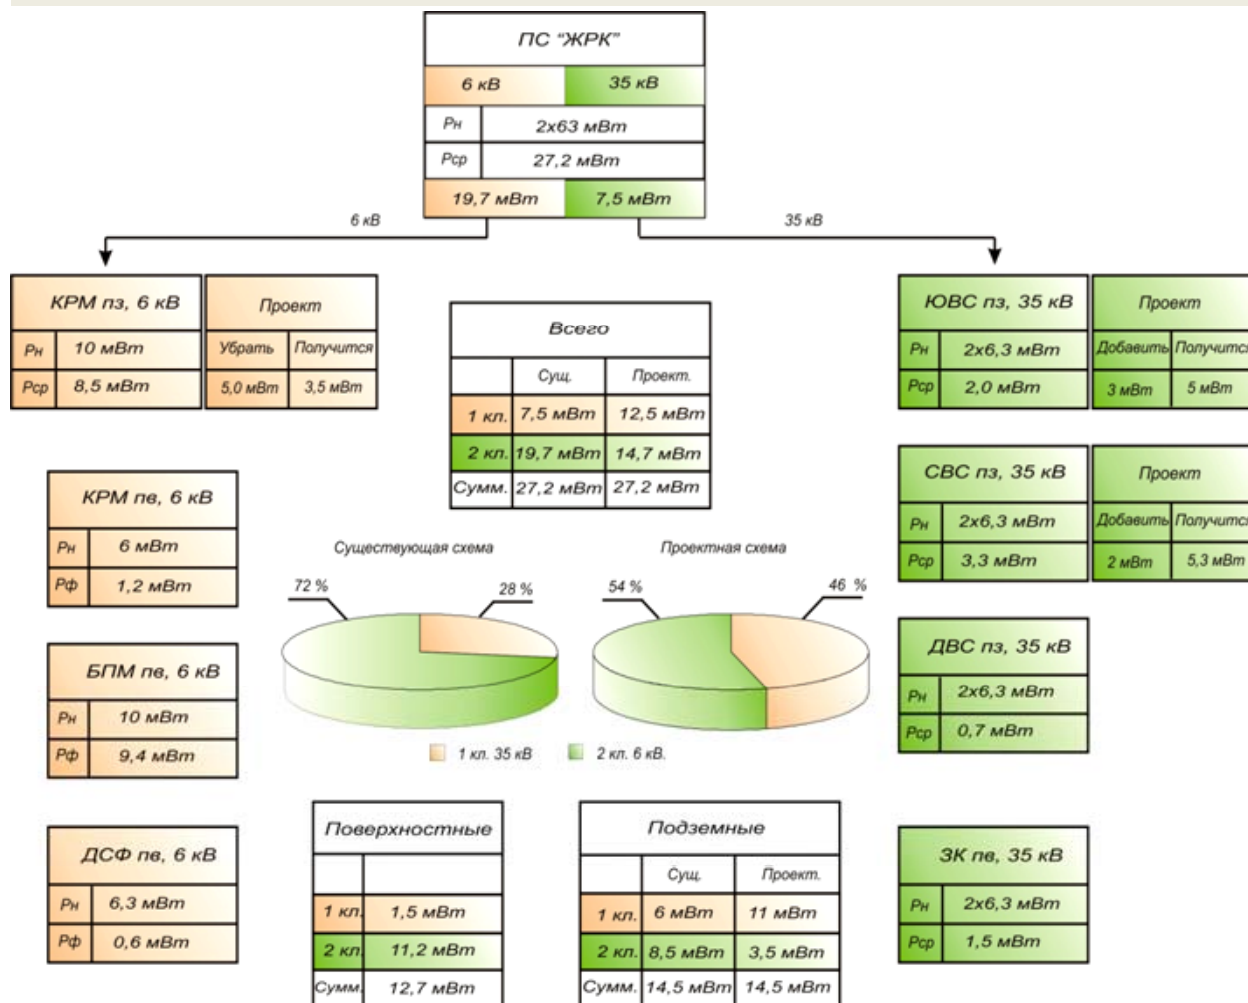 ПС “ЖРК”
6 кВ 35 кВ
Рн 2х63 мВт
Рср 27,2 мВт
19,7 мВт 7,5 мВт
6 кВ
35 кВ
КРМ пз, 6 кВ
Рн 10 мВт
Рср 8,5 мВт
Проект
Убрать Получится
5,0 мВт 3,5 мВт
Всего
Сущ. Проект.
1 кл. 7,5 мВт 12,5 мВт
2 кл. 19,7 мВт 14,7 мВт
Сумм. 27,2 мВт 27,2 мВт
ЮВС пз, 35 кВ
Рн 2х6,3 мВт
Рср 2,0 мВт
Проект
Добавить Получится
3 мВт 5 мВт
КРМ пв, 6 кВ
Рн 6 мВт
Рф 1,2 мВт
СВС пз, 35 кВ
Рн 2х6,3 мВт
Рср 3,3 мВт
Проект
Добавить Получится
2 мВт 5,3 мВт
Существующая схема
72 % 28 %
Проектная схема
54 % 46 %
1 кл. 35 кВ 2 кл. 6 кВ.
БПМ пв, 6 кВ
Рн 10 мВт
Рф 9,4 мВт
ДВС пз, 35 кВ
Рн 2х6,3 мВт
Рср 0,7 мВт
ДСФ пв, 6 кВ
Рн 6,3 мВт
Рф 0,6 мВт
Поверхностные
1 кл. 1,5 мВт
2 кл. 11,2 мВт
Сумм. 12,7 мВт
Подземные
Сущ. Проект.
1 кл. 6 мВт 11 мВт
2 кл. 8,5 мВт 3,5 мВт
Сумм. 14,5 мВт 14,5 мВт
ЗК пв, 35 кВ
Рн 2х6,3 мВт
Рср 1,5 мВт